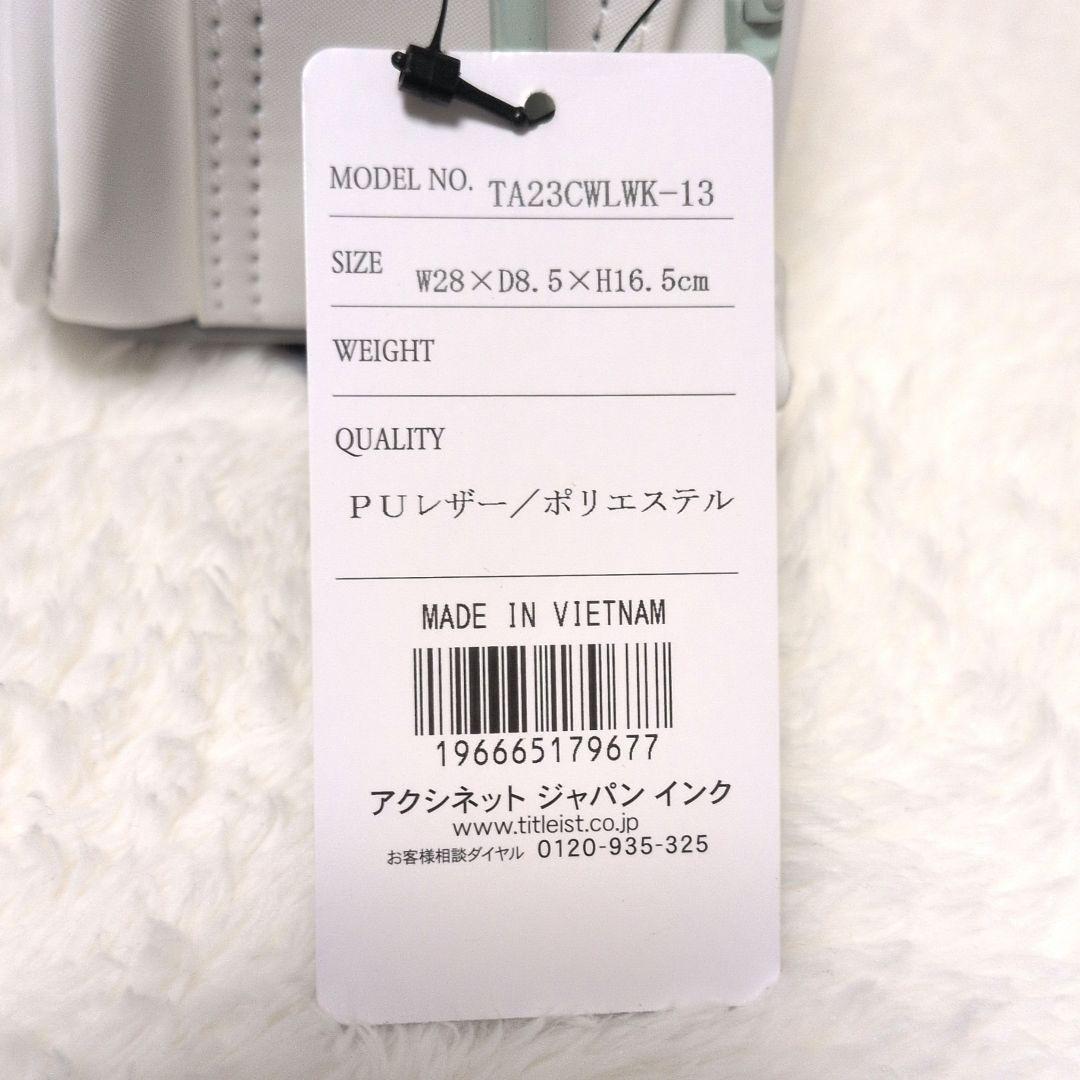 MODEL NO. TA23CWLWK-13
SIZE W28×D8.5×H16.5cm
WEIGHT
QUALITY
PUレザー／ポリエステル
MADE IN VIETNAM
196665179677
アクシネット ジャパン インク
www.titleist.co.jp
お客様相談ダイヤル 0120-935-325